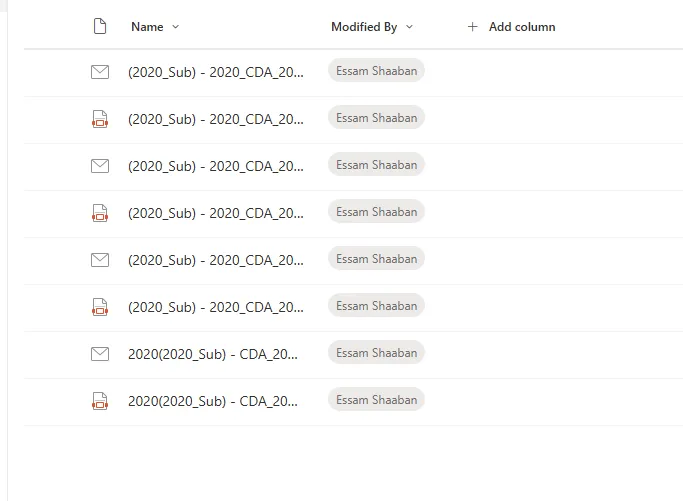 Name Modified By + Add column
(2020_Sub) - 2020_CDA_20... Essam Shaaban
(2020_Sub) - 2020_CDA_20... Essam Shaaban
(2020_Sub) - 2020_CDA_20... Essam Shaaban
(2020_Sub) - 2020_CDA_20... Essam Shaaban
(2020_Sub) - 2020_CDA_20... Essam Shaaban
(2020_Sub) - 2020_CDA_20... Essam Shaaban
2020(2020_Sub) - CDA_20... Essam Shaaban
2020(2020_Sub) - CDA_20... Essam Shaaban